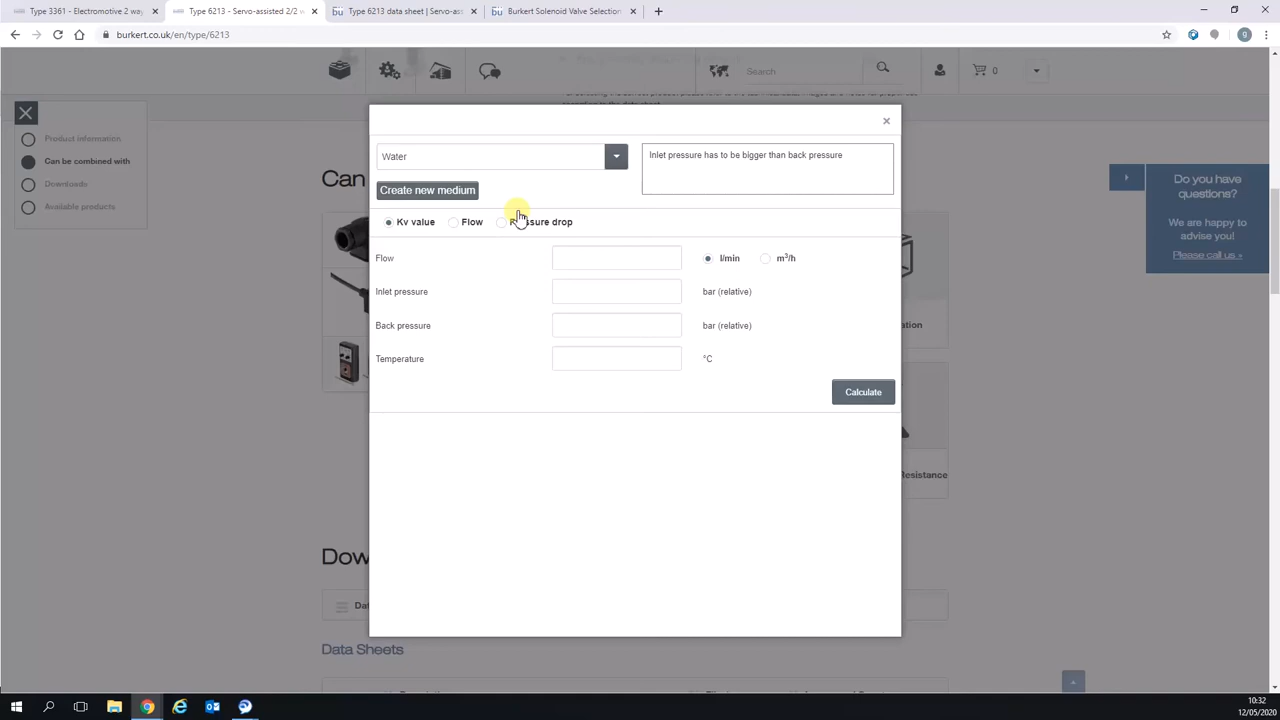 Type 3361 - Electromotive 2 way
Type 6213 - Servo-assisted 2/2 w
Type 6213 data sheet | Servo-ass
Burkert Solenoid Valve Selection
burkert.co.uk/en/type/6213
Search
0
Product information
Can be combined with
Downloads
Available products
Water
Inlet pressure has to be bigger than back pressure
Create new medium
Kv value
Flow
Pressure drop
Flow
l/min
m³/h
Inlet pressure
bar (relative)
Back pressure
bar (relative)
Temperature
°C
Calculate
Can
Do you have
questions?
We are happy to
advise you!
Please call us »
ation
Resistance
Dow
Dat
Data Sheets
10:32
12/05/2020